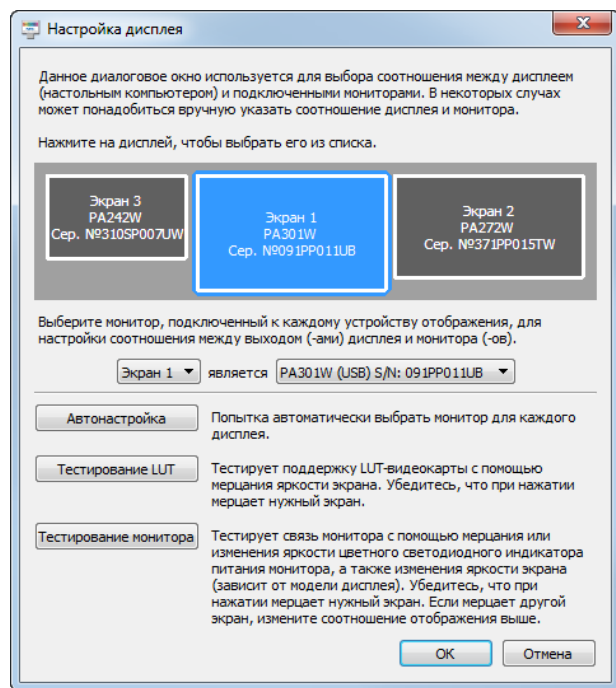 Настройка дисплея
Данное диалоговое окно используется для выбора соотношения между дисплеем
(настольным компьютером) и подключенными мониторами. В некоторых случаях
может понадобиться вручную указать соотношение дисплея и монитора.
Нажмите на дисплей, чтобы выбрать его из списка.
Экран 3
PA242W
Сер. №310SP007UW
Экран 1
PA301W
Сер. №091PP011UB
Экран 2
PA272W
Сер. №371PP015TW
Выберите монитор, подключенный к каждому устройству отображения, для
настройки соотношения между выходом (-ами) дисплея и монитора (-ов).
Экран 1 является PA301W (USB) S/N: 091PP011UB
Автонастройка
Попытка автоматически выбрать монитор для каждого
дисплея.
Тестирование LUT
Тестирует поддержку LUT-видеокарты с помощью
мерцания яркости экрана. Убедитесь, что при нажатии
мерцает нужный экран.
Тестирование монитора
Тестирует связь монитора с помощью мерцания или
изменения яркости цветного светодиодного индикатора
питания монитора, а также изменения яркости экрана
(зависит от модели дисплея). Убедитесь, что при
нажатии мерцает нужный экран. Если мерцает другой
экран, измените соотношение отображения выше.
ОК
Отмена